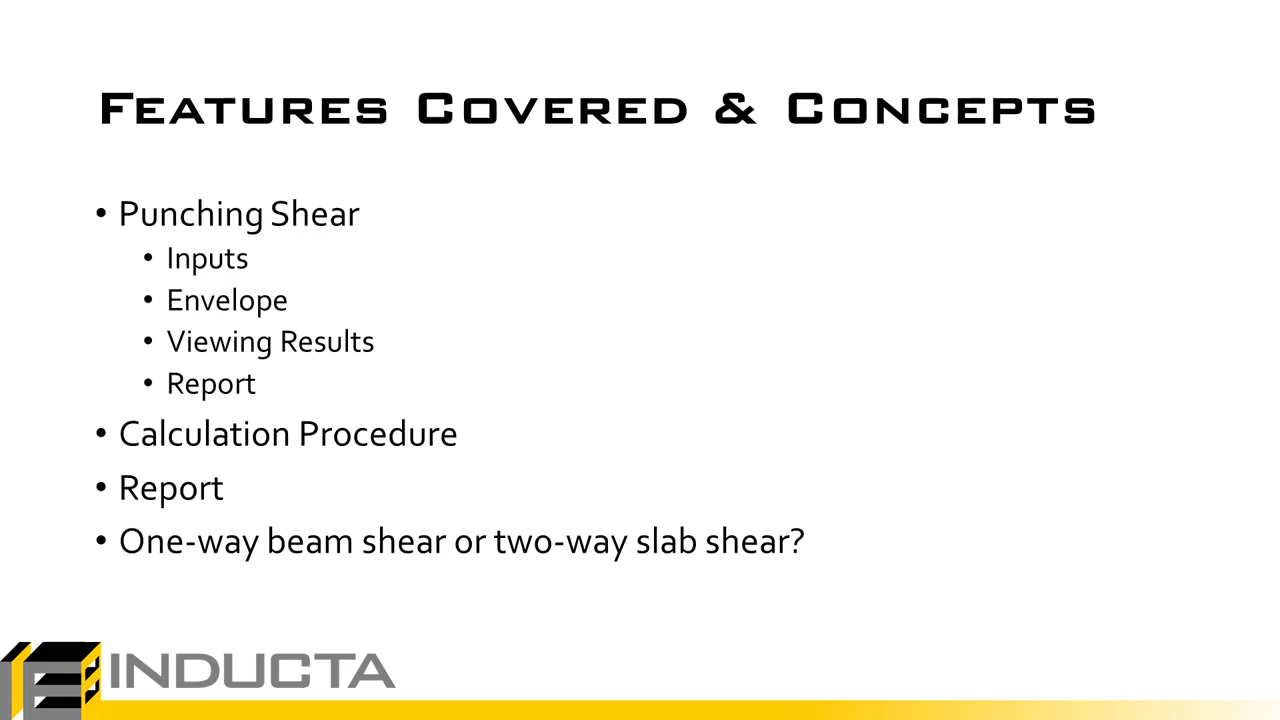 Features Covered & Concepts
• Punching Shear
• Inputs
• Envelope
• Viewing Results
• Report
• Calculation Procedure
• Report
• One-way beam shear or two-way slab shear?
INDUCTA